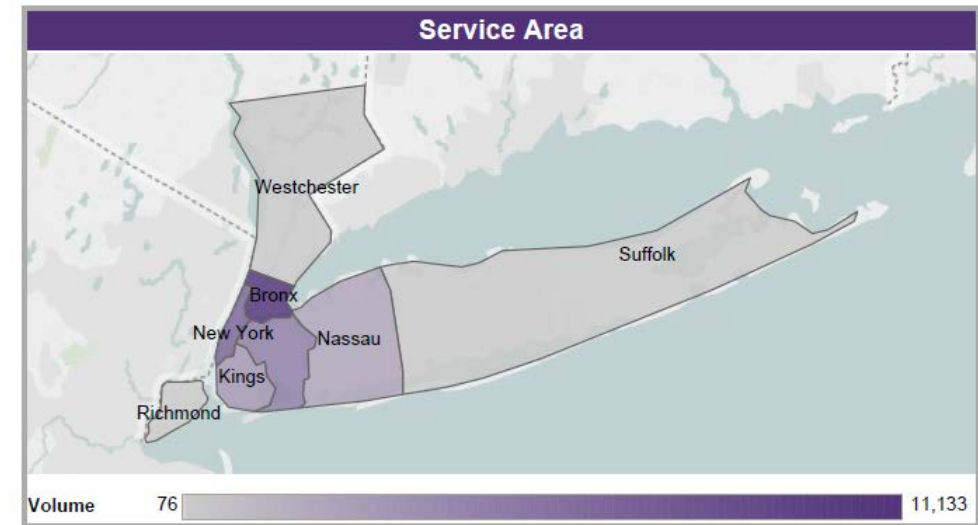 Service Area
Westchester
Suffolk
Bronx
New York
Nassau
Kings
Richmond
Volume 76 11,133